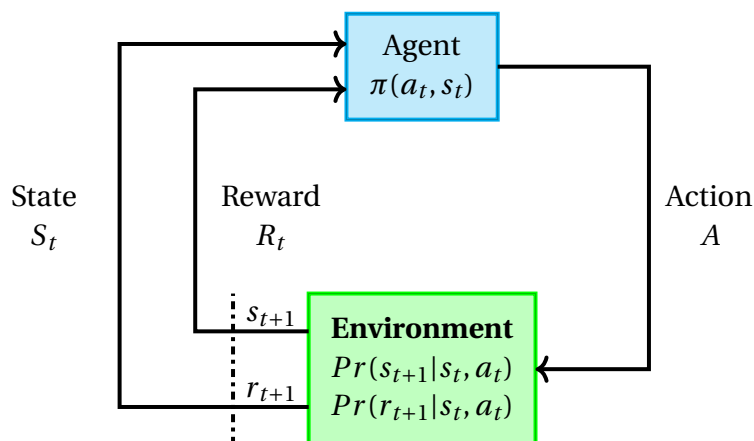 Agent
π(a_t, s_t)
State
S_t
Reward
R_t
Action
A
s_{t+1}
r_{t+1}
Environment
Pr(s_{t+1}|s_t, a_t)
Pr(r_{t+1}|s_t, a_t)